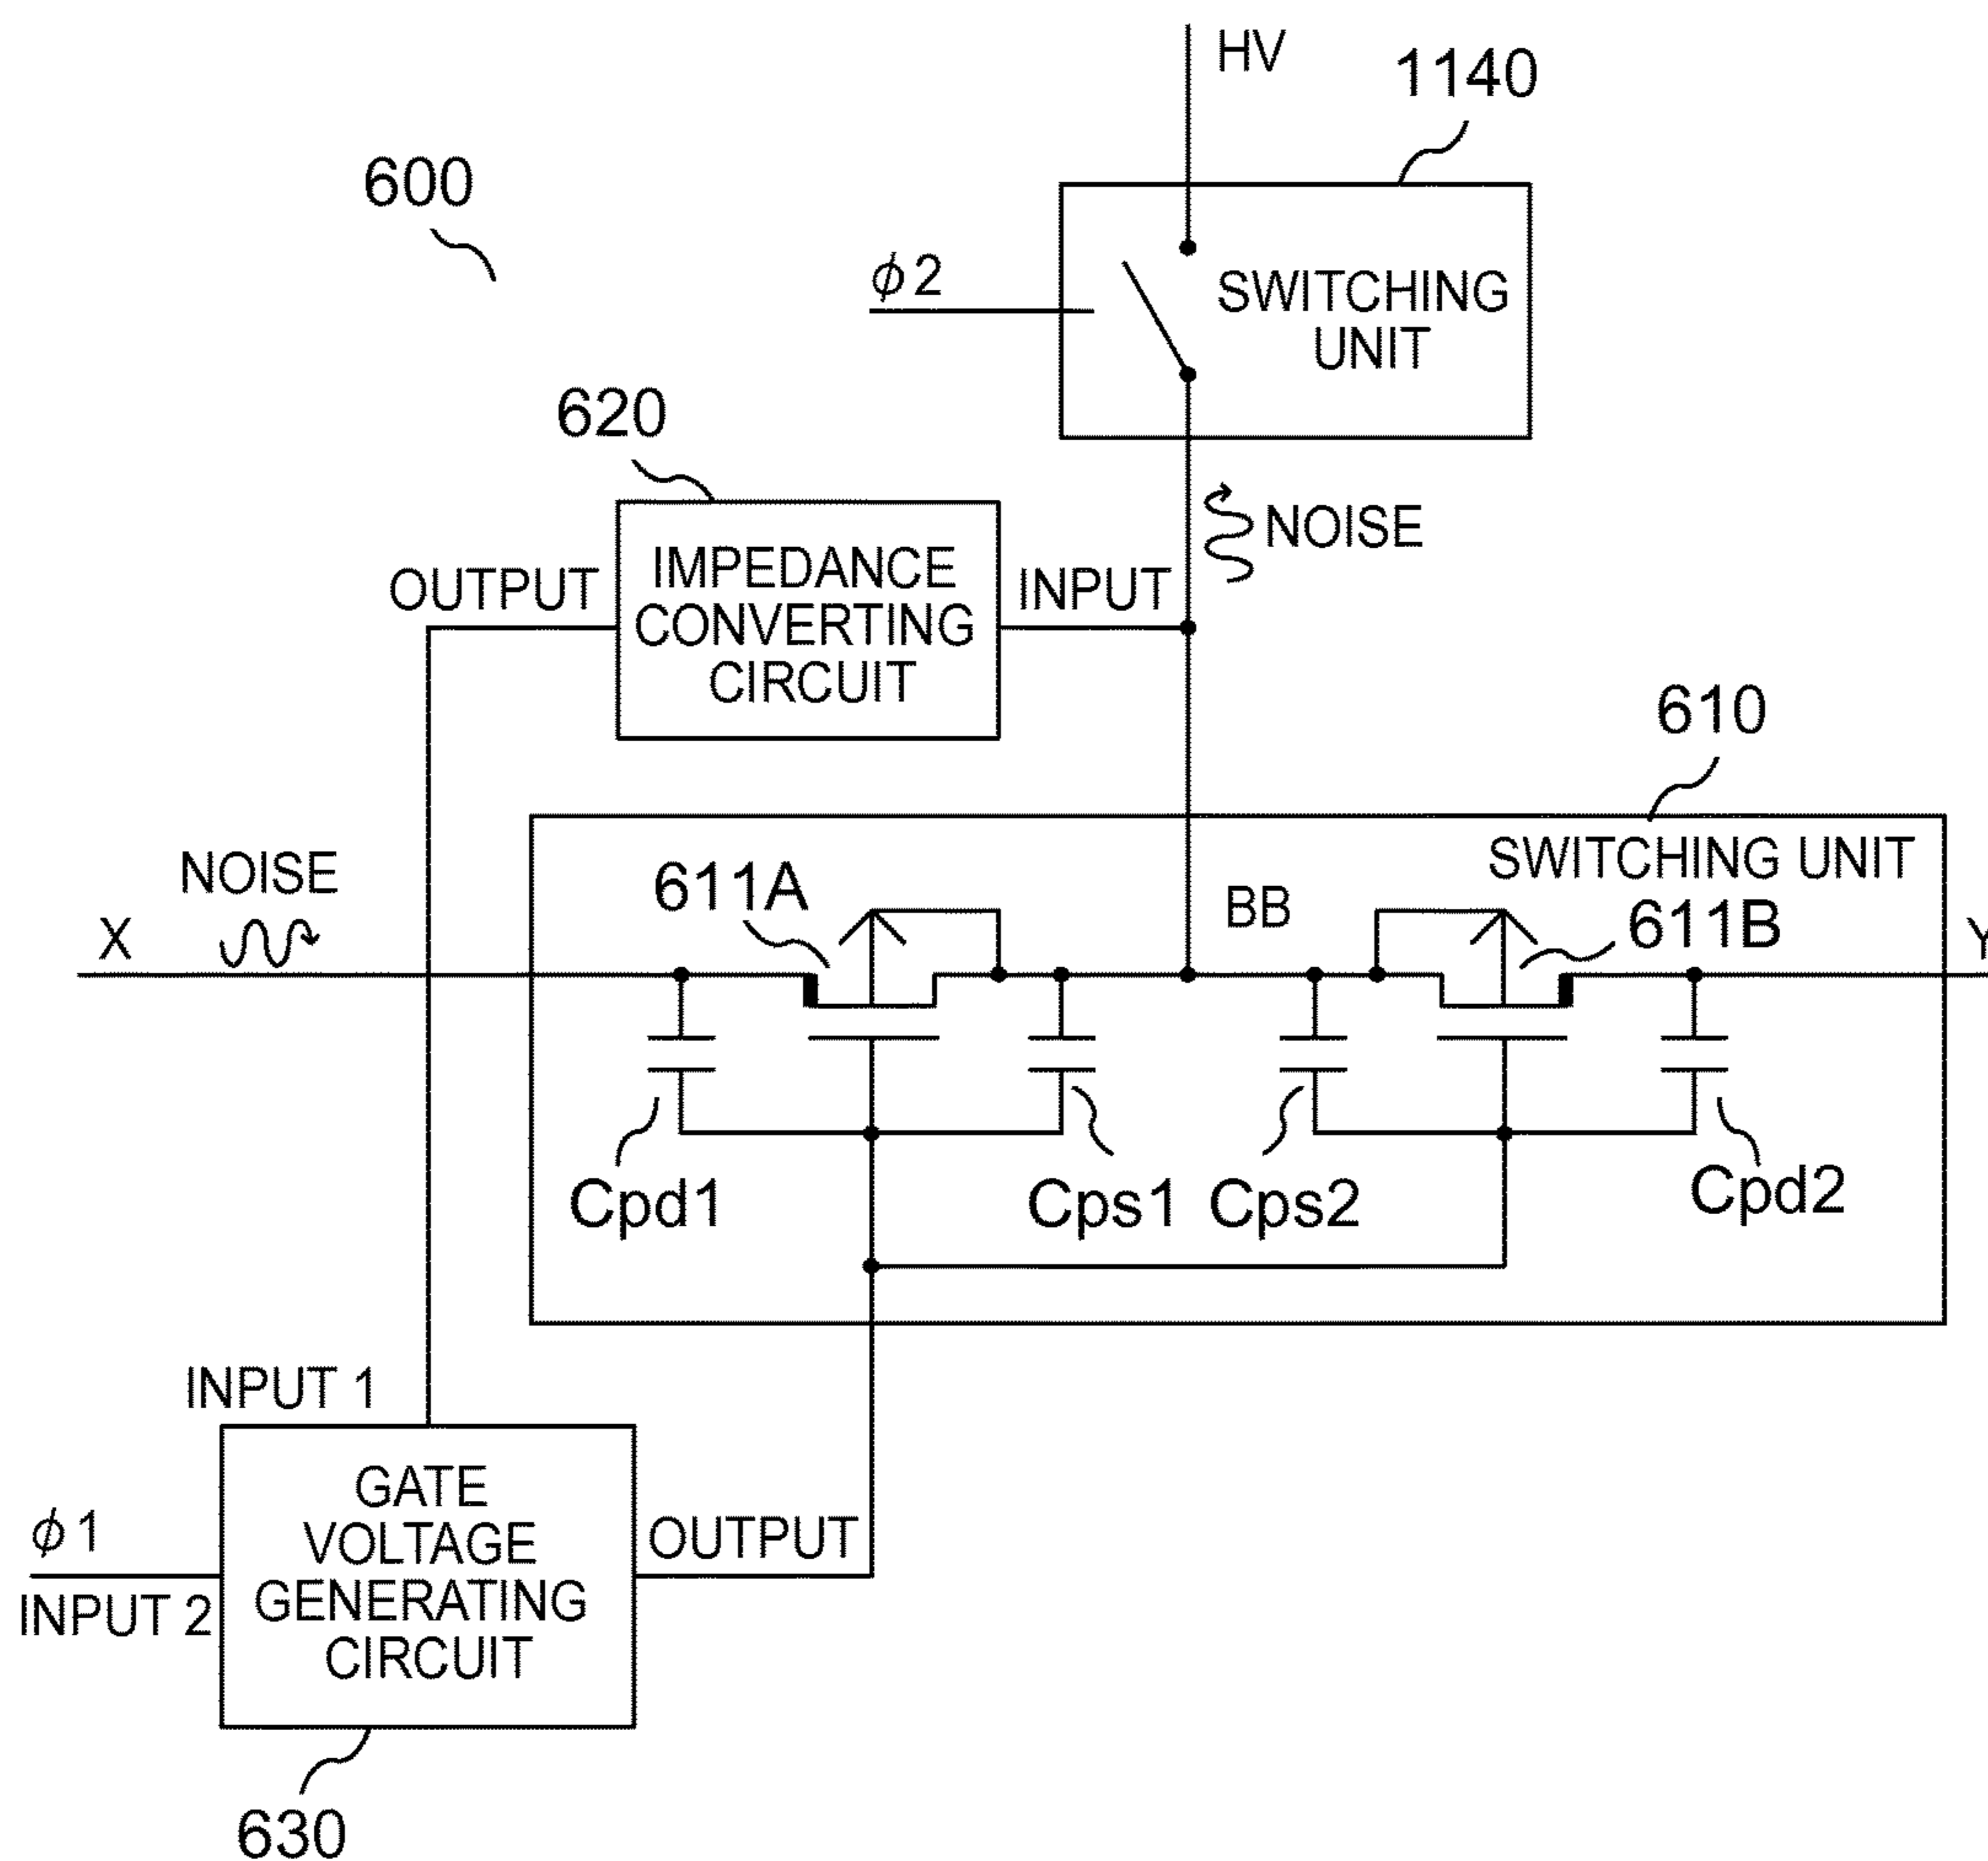 HV
1140
600
ϕ2
SWITCHING
UNIT
620
NOISE
OUTPUT
IMPEDANCE
CONVERTING
CIRCUIT
INPUT
610
SWITCHING UNIT
NOISE
611A
BB
611B
X
Y
Cpd1
Cps1
Cps2
Cpd2
INPUT 1
GATE
VOLTAGE
GENERATING
CIRCUIT
ϕ1
INPUT 2
OUTPUT
630